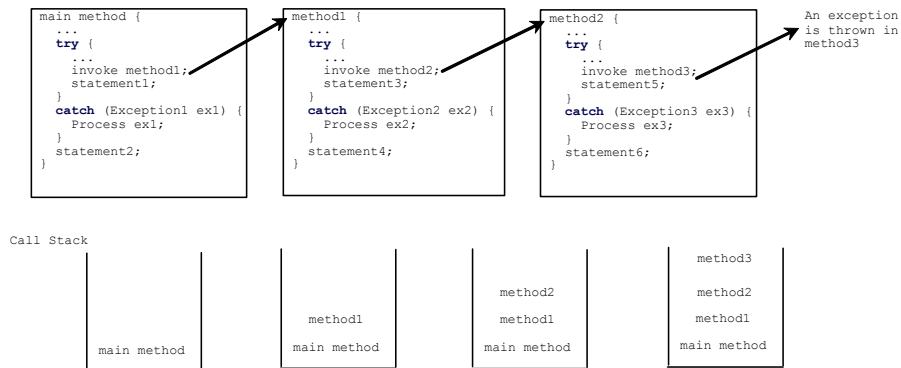 main method {
...
try {
...
invoke method1;
statement1;
}
catch (Exception1 ex1) {
Process ex1;
}
statement2;
}
method1 {
...
try {
...
invoke method2;
statement3;
}
catch (Exception2 ex2) {
Process ex2;
}
statement4;
}
method2 {
...
try {
...
invoke method3;
statement5;
}
catch (Exception3 ex3) {
Process ex3;
}
statement6;
}
An exception
is thrown in
method3
Call Stack
main method
method1
main method
method2
method1
main method
method3
method2
method1
main method